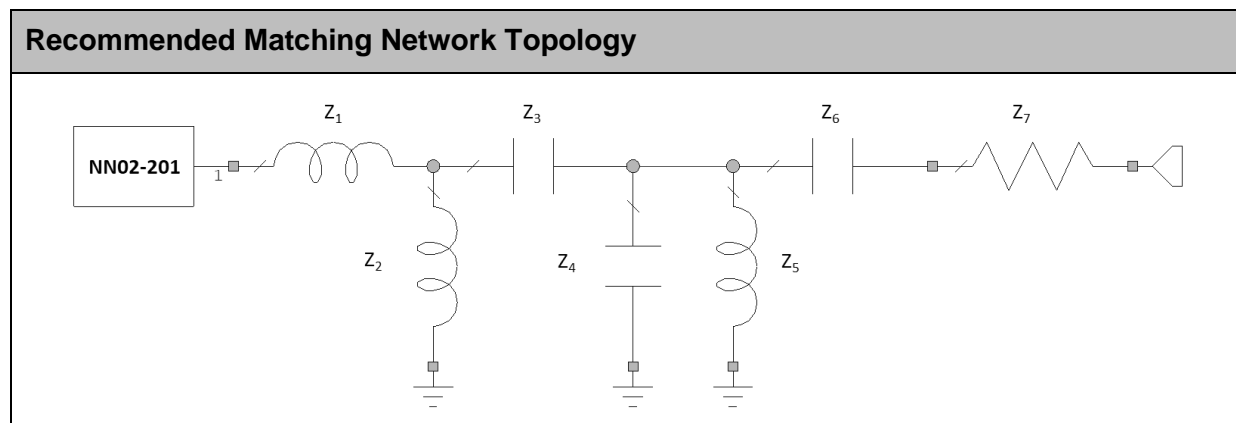 Recommended Matching Network Topology
Z₁ Z₃ Z₆ Z₇
NN02-201
1
Z₂ Z₄ Z₅